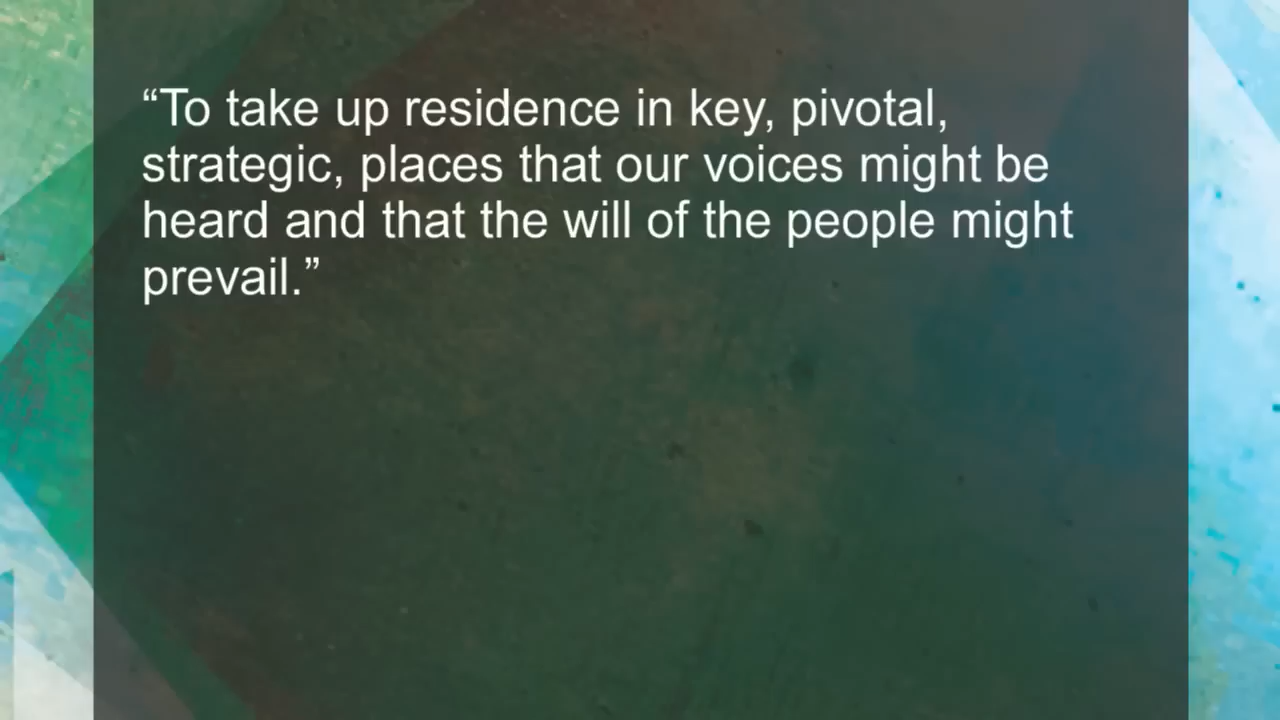 “To take up residence in key, pivotal,
strategic, places that our voices might be
heard and that the will of the people might
prevail.”